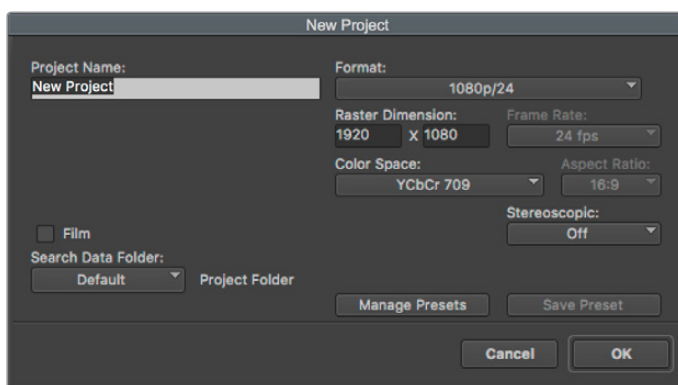 New Project
Project Name:
New Project
Format:
1080p/24
Raster Dimension:
Frame Rate:
1920 X 1080
24 fps
Color Space:
Aspect Ratio:
YCbCr 709
16:9
Stereoscopic:
Off
Film
Search Data Folder:
Default
Project Folder
Manage Presets
Save Preset
Cancel
OK